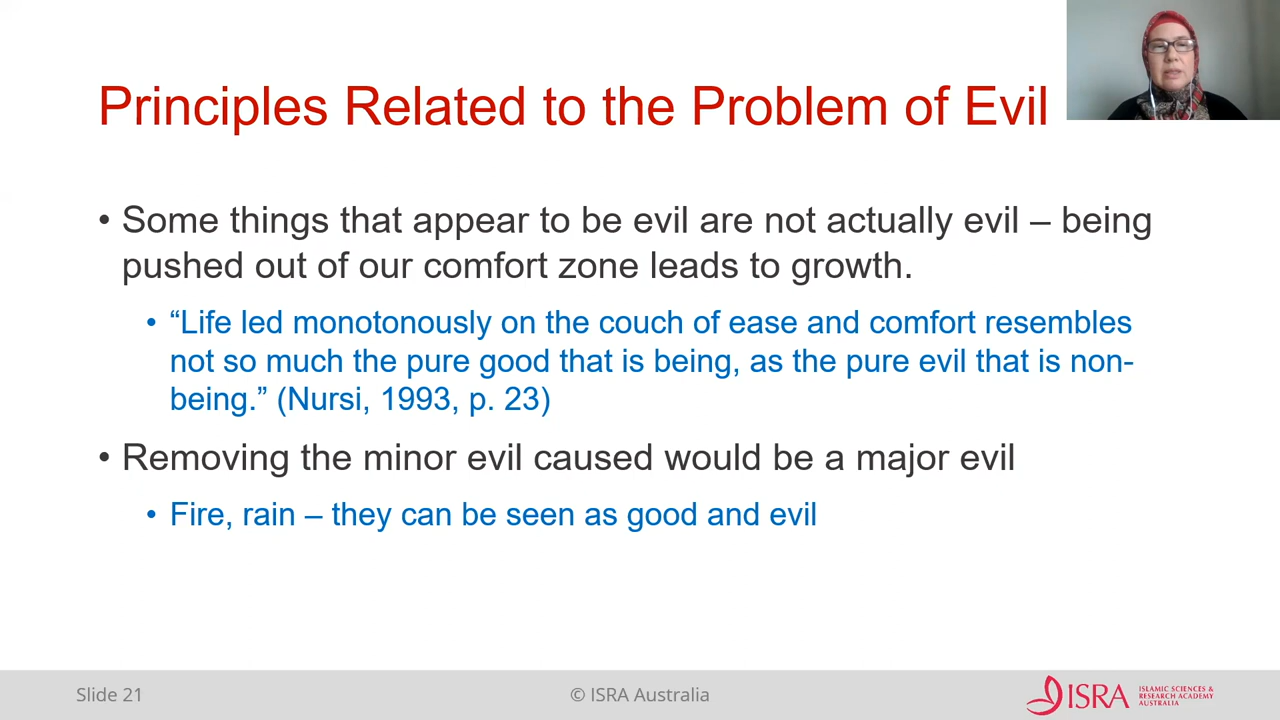 Principles Related to the Problem of Evil
• Some things that appear to be evil are not actually evil – being
pushed out of our comfort zone leads to growth.
• “Life led monotonously on the couch of ease and comfort resembles
not so much the pure good that is being, as the pure evil that is non-
being.” (Nursi, 1993, p. 23)
• Removing the minor evil caused would be a major evil
• Fire, rain – they can be seen as good and evil
Slide 21
© ISRA Australia
ISRA
ISLAMIC SCIENCES &
RESEARCH ACADEMY
AUSTRALIA